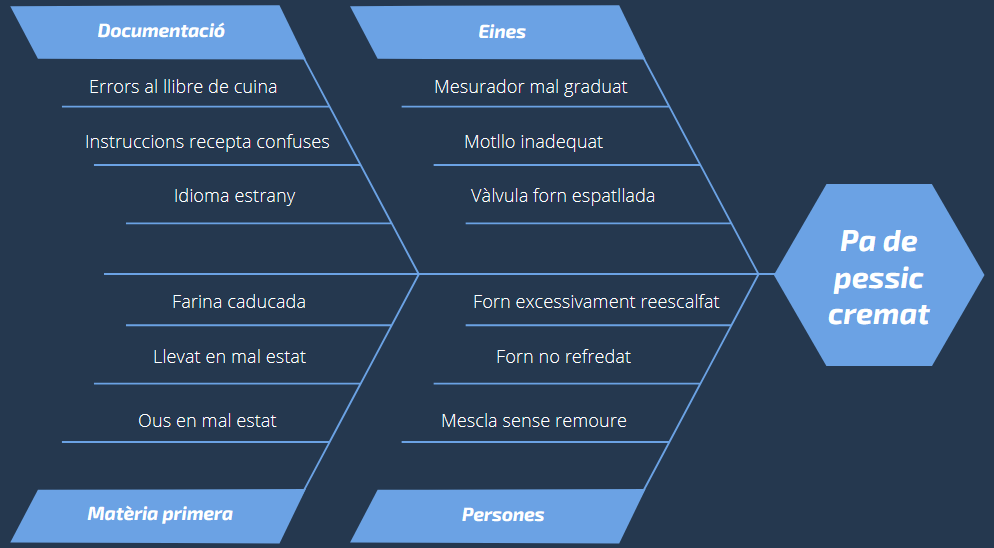 Documentació
Errors al llibre de cuina
Instruccions recepta confuses
Idioma estrany
Eines
Mesurador mal graduat
Motllo inadequat
Vàlvula forn espatllada
Farina caducada
Llevat en mal estat
Ous en mal estat
Matèria primera
Forn excessivament reescalfat
Forn no refredat
Mescla sense remoure
Persones
Pa de
pessic
cremat